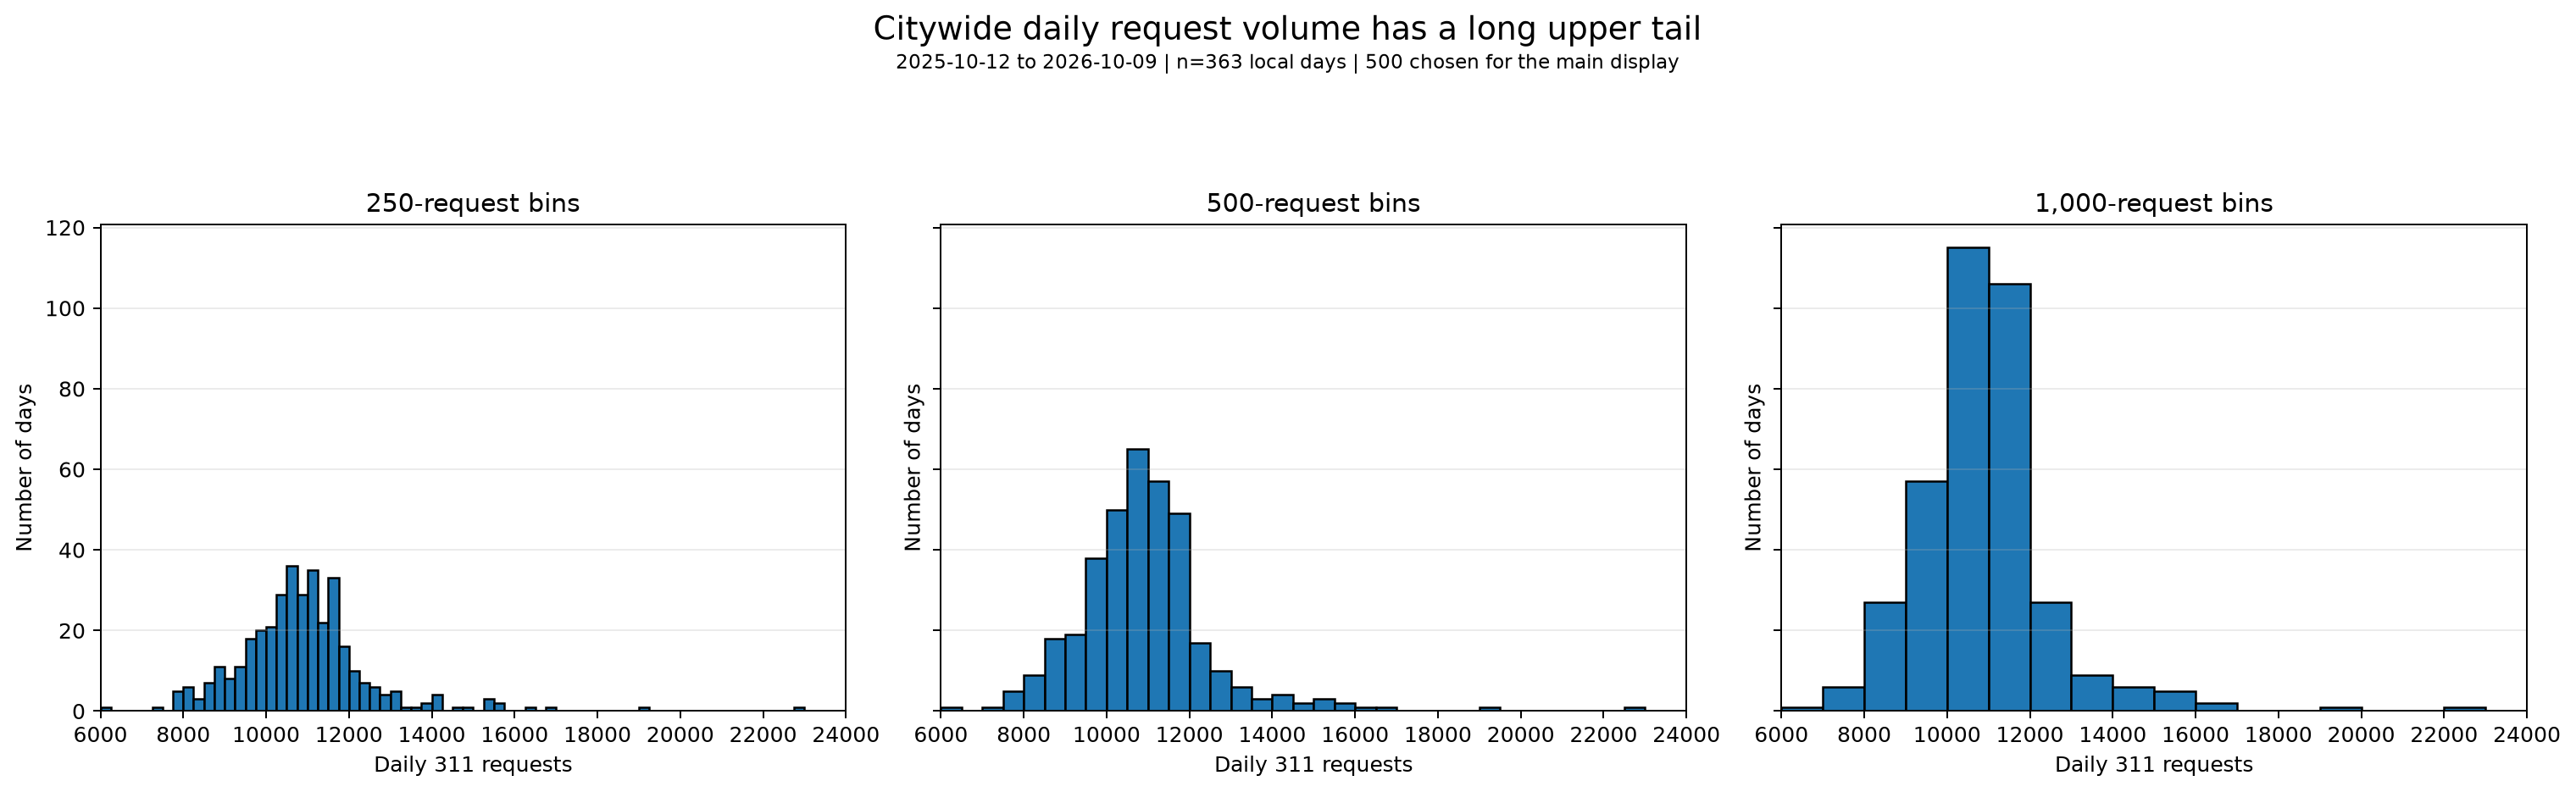 Citywide daily request volume has a long upper tail
2025-10-12 to 2026-10-09 | n=363 local days | 500 chosen for the main display
250-request bins
Number of days
120
100
80
60
40
20
0
6000 8000 10000 12000 14000 16000 18000 20000 22000 24000
Daily 311 requests
500-request bins
Number of days
6000 8000 10000 12000 14000 16000 18000 20000 22000 24000
Daily 311 requests
1,000-request bins
Number of days
6000 8000 10000 12000 14000 16000 18000 20000 22000 24000
Daily 311 requests